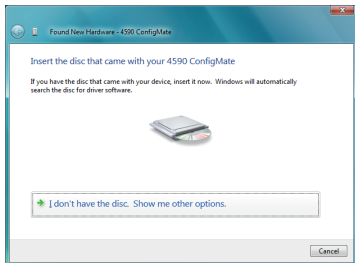 Found New Hardware - 4590 ConfigMate
Insert the disc that came with your 4590 ConfigMate
If you have the disc that came with your device, insert it now. Windows will automatically
search the disc for driver software.
I don't have the disc. Show me other options.
Cancel